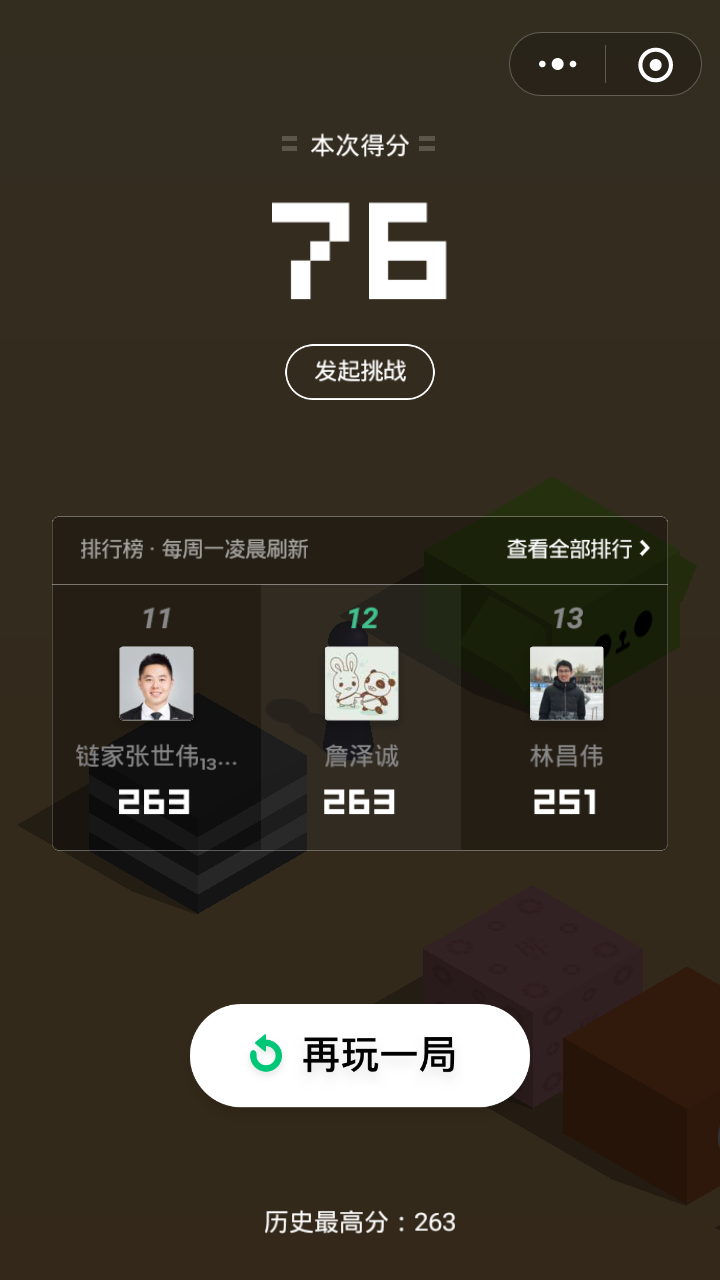 本次得分
76
发起挑战
排行榜 · 每周一凌晨刷新 查看全部排行
11 12 13
链家张世伟13... 詹泽诚 林昌伟
263 263 251
再玩一局
历史最高分：263